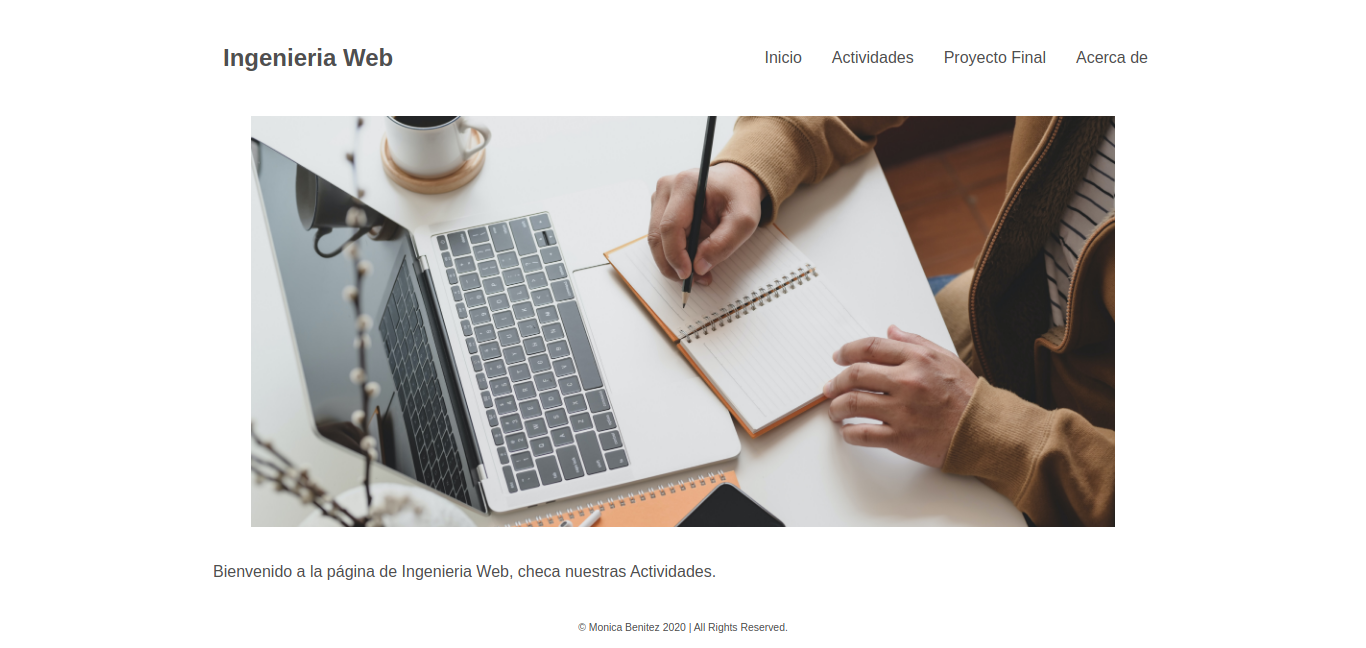 Ingenieria Web
Inicio Actividades Proyecto Final Acerca de
Bienvenido a la página de Ingenieria Web, checa nuestras Actividades.
© Monica Benitez 2020 | All Rights Reserved.